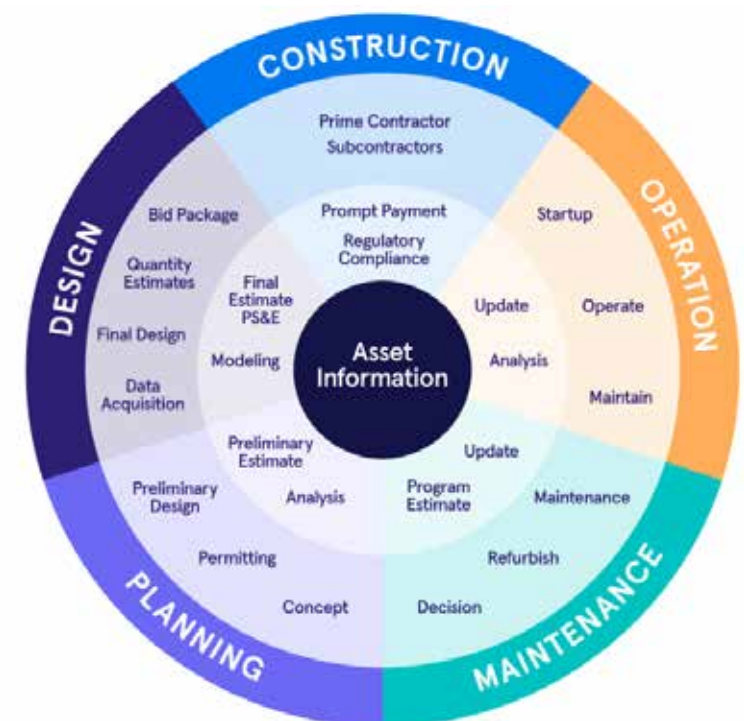 CONSTRUCTION
Prime Contractor
Subcontractors
Prompt Payment
Regulatory
Compliance
OPERATION
Startup
Operate
Maintain
Update
Analysis
MAINTENANCE
Maintenance
Refurbish
Decision
Update
Program
Estimate
PLANNING
Concept
Permitting
Preliminary
Design
Analysis
Preliminary
Estimate
DESIGN
Data
Acquisition
Final Design
Quantity
Estimates
Bid Package
Modeling
Final
Estimate
PS&E
Asset
Information